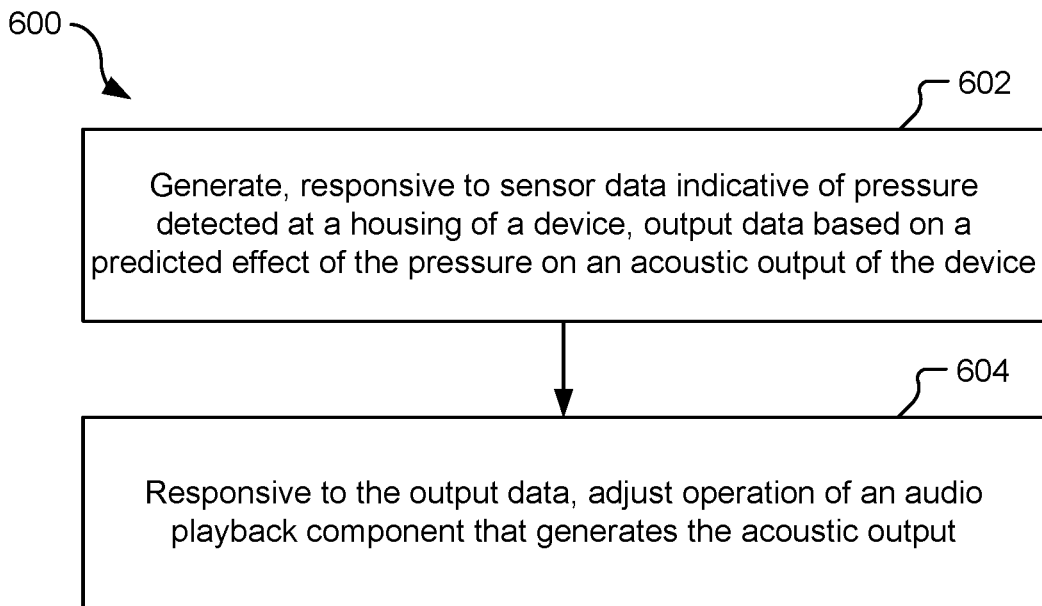 600
602
Generate, responsive to sensor data indicative of pressure
detected at a housing of a device, output data based on a
predicted effect of the pressure on an acoustic output of the device
604
Responsive to the output data, adjust operation of an audio
playback component that generates the acoustic output